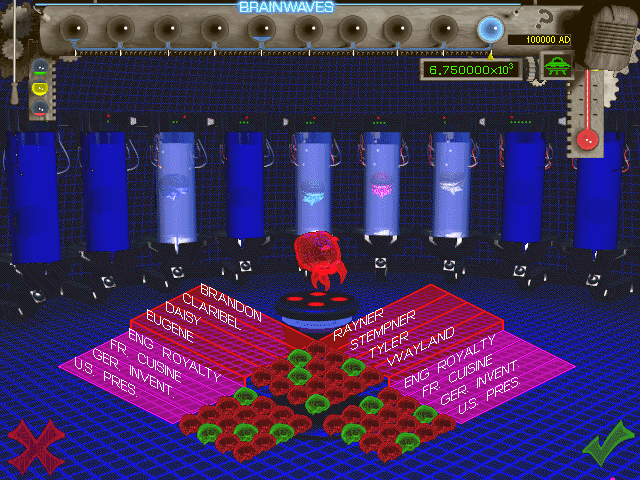 BRAINWAVES
?
100000 AD
6.750000x10³
BRANDON
CLARIBEL
DAISY
EUGENE
ENG ROYALTY
FR. CUISINE
GER. INVENT.
U.S. PRES.
RAYNER
STEMPNER
TYLER
WAYLAND
ENG ROYALTY
FR. CUISINE
GER. INVENT.
U.S. PRES.